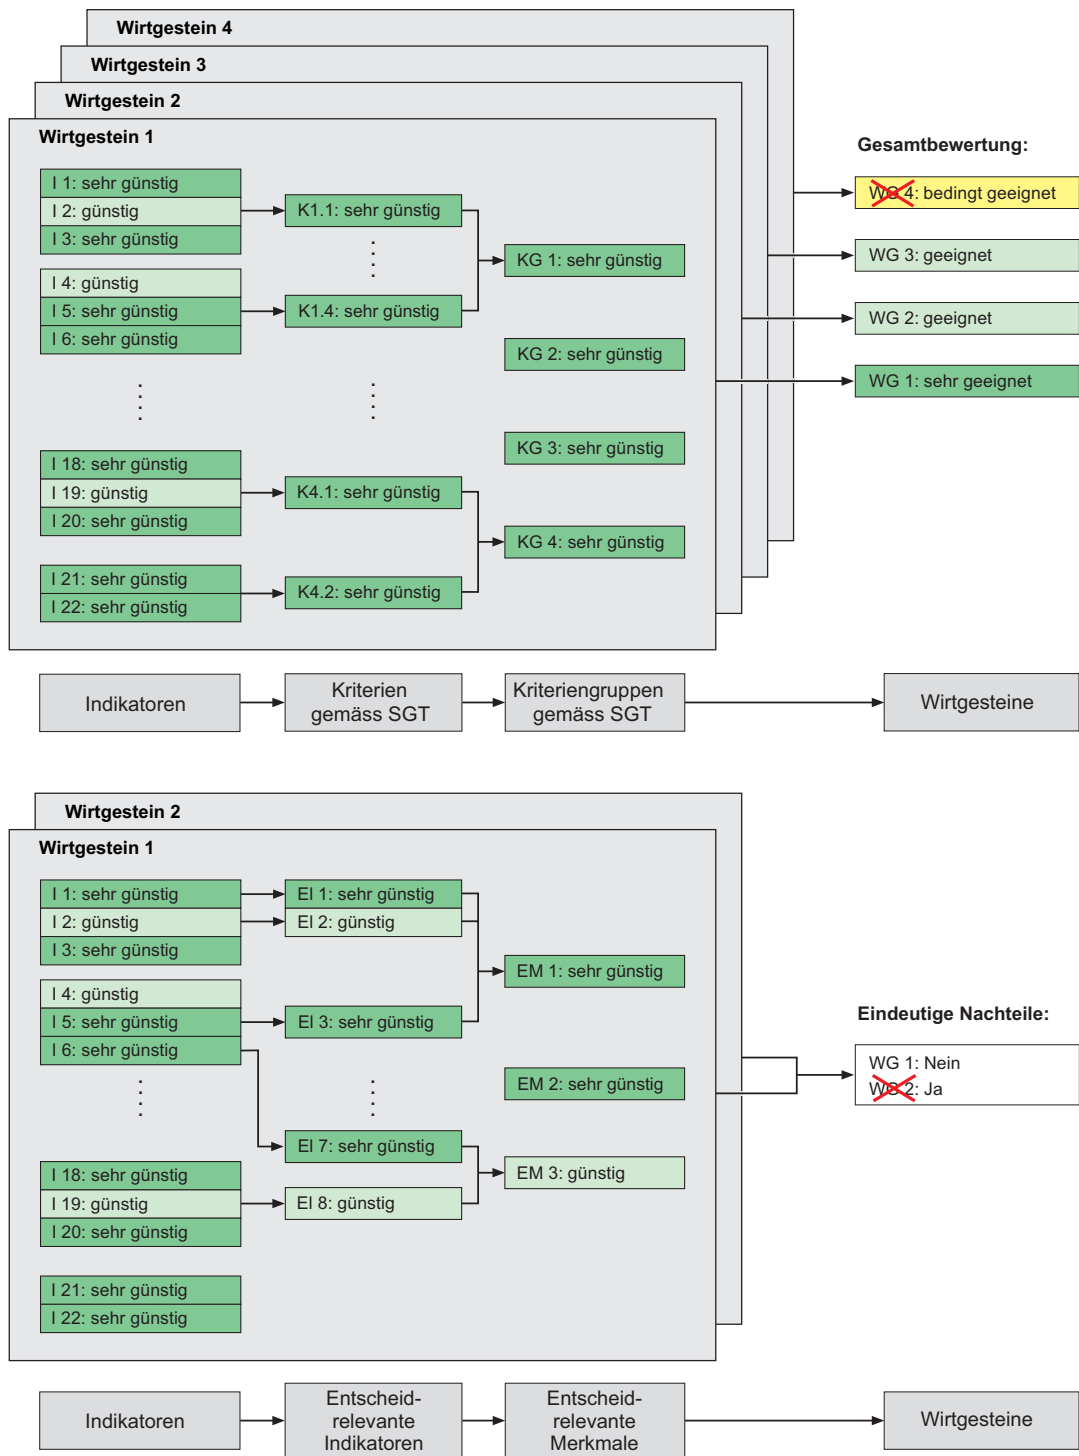 Wirtgestein 4
Wirtgestein 3
Wirtgestein 2
Wirtgestein 1
I 1: sehr günstig
I 2: günstig
I 3: sehr günstig
I 4: günstig
I 5: sehr günstig
I 6: sehr günstig
I 18: sehr günstig
I 19: günstig
I 20: sehr günstig
I 21: sehr günstig
I 22: sehr günstig
K1.1: sehr günstig
K1.4: sehr günstig
K4.1: sehr günstig
K4.2: sehr günstig
KG 1: sehr günstig
KG 2: sehr günstig
KG 3: sehr günstig
KG 4: sehr günstig
Gesamtbewertung:
WG 4: bedingt geeignet
WG 3: geeignet
WG 2: geeignet
WG 1: sehr geeignet
Indikatoren
Kriterien
gemäss SGT
Kriteriengruppen
gemäss SGT
Wirtgesteine
Wirtgestein 2
Wirtgestein 1
I 1: sehr günstig
I 2: günstig
I 3: sehr günstig
I 4: günstig
I 5: sehr günstig
I 6: sehr günstig
I 18: sehr günstig
I 19: günstig
I 20: sehr günstig
I 21: sehr günstig
I 22: sehr günstig
EI 1: sehr günstig
EI 2: günstig
EI 3: sehr günstig
EI 7: sehr günstig
EI 8: günstig
EM 1: sehr günstig
EM 2: sehr günstig
EM 3: günstig
Eindeutige Nachteile:
WG 1: Nein
WG 2: Ja
Indikatoren
Entscheid-
relevante
Indikatoren
Entscheid-
relevante
Merkmale
Wirtgesteine